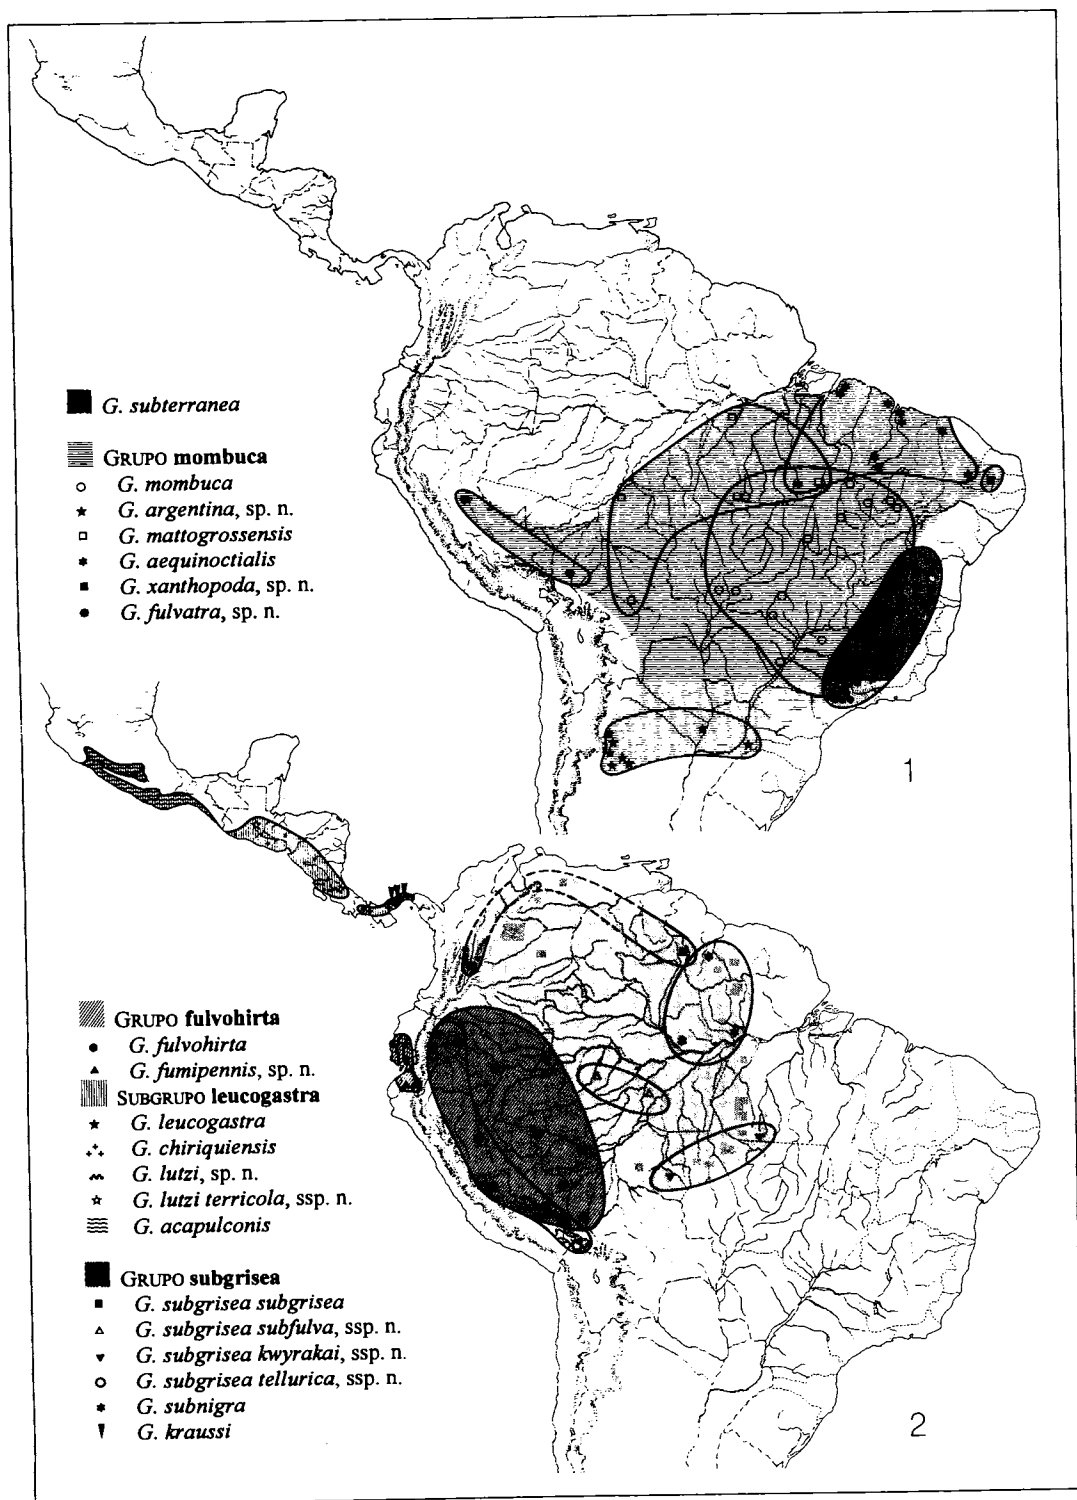 G. subterranea
GRUPO mombuca
G. mombuca
G. argentina, sp. n.
G. mattogrossensis
G. aequinoctialis
G. xanthopoda, sp. n.
G. fulvatra, sp. n.
1
GRUPO fulvohirta
G. fulvohirta
G. fumipennis, sp. n.
SUBGRUPO leucogastra
G. leucogastra
G. chiriquiensis
G. lutzi, sp. n.
G. lutzi terricola, ssp. n.
G. acapulconis
GRUPO subgrisea
G. subgrisea subgrisea
G. subgrisea subfulva, ssp. n.
G. subgrisea kwyrakai, ssp. n.
G. subgrisea tellurica, ssp. n.
G. subnigra
G. kraussi
2